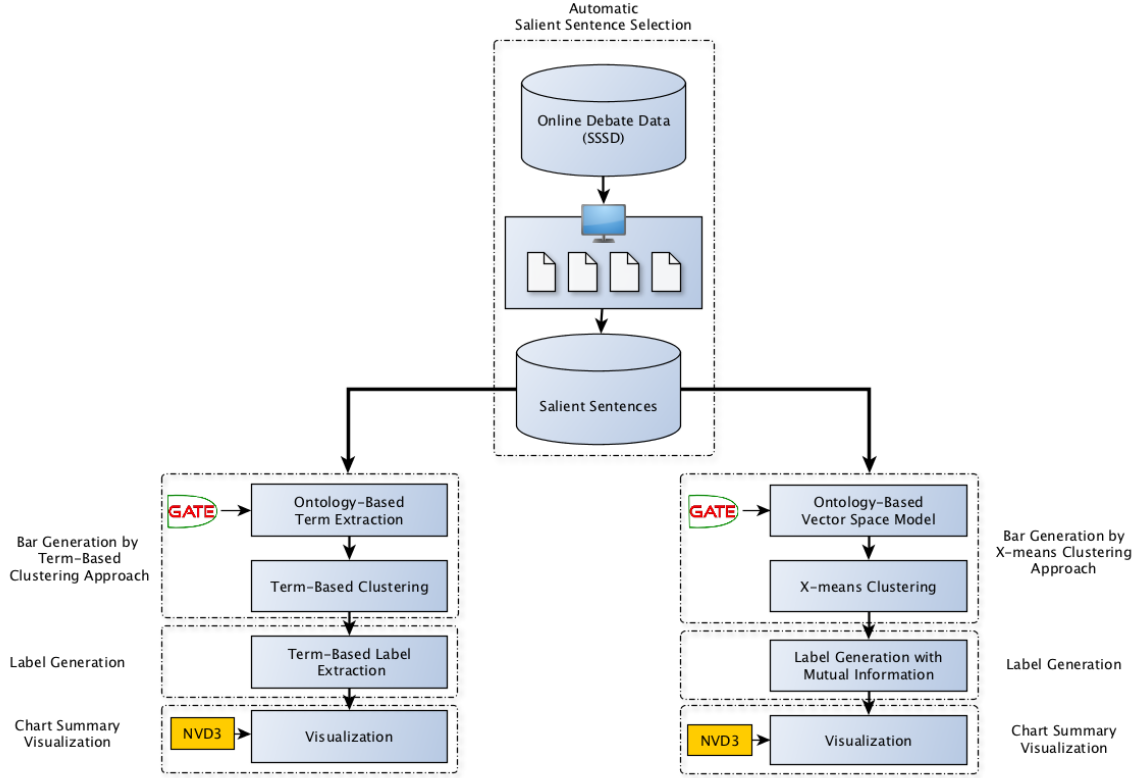 Automatic
Salient Sentence Selection
Online Debate Data
(SSSD)
Salient Sentences
Bar Generation by
Term-Based
Clustering Approach
GATE
Ontology-Based
Term Extraction
Term-Based Clustering
Label Generation
Term-Based Label
Extraction
Chart Summary
Visualization
NVD3
Visualization
GATE
Ontology-Based
Vector Space Model
X-means Clustering
Bar Generation by
X-means Clustering
Approach
Label Generation with
Mutual Information
Label Generation
NVD3
Visualization
Chart Summary
Visualization